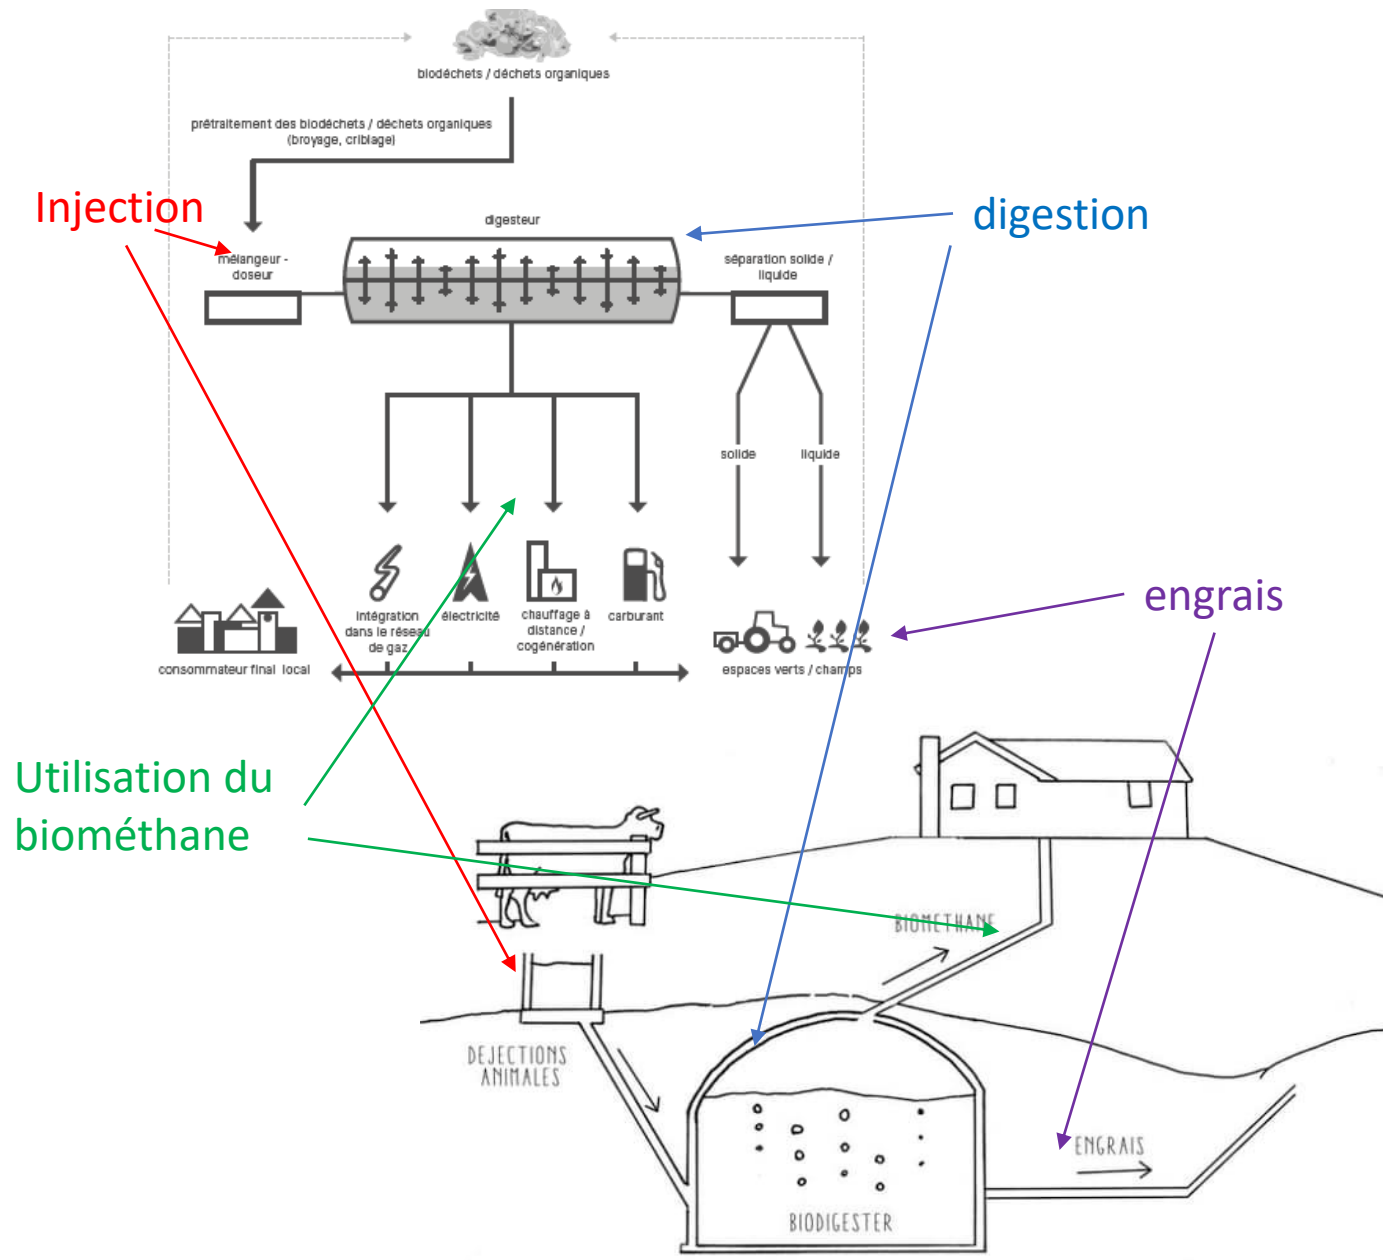 biodéchets / déchets organiques
prétraitement des biodéchets / déchets organiques
(broyage, criblage)
Injection
digestion
digesteur
mélangeur -
doseur
séparation solide /
liquide
solide
liquide
engrais
intégration
dans le réseau
de gaz
électricité
chauffage à
distance /
cogénération
carburant
consommateur final local
espaces verts / champs
Utilisation du
biométhane
BIOMETHANE
DEJECTIONS
ANIMALES
ENGRAIS
BIODIGESTER